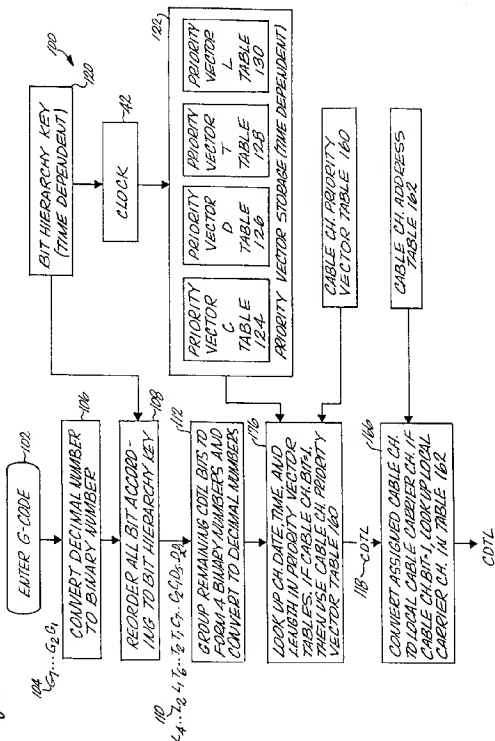 ENTER G-CODE
102
104
G₇...G₂G₁
CONVERT DECIMAL NUMBER
TO BINARY NUMBER
106
REORDER ALL BIT ACCORD-
ING TO BIT HIERARCHY KEY
108
110
GROUP REMAINING CDTL BITS TO
FORM 4 BINARY NUMBERS AND
CONVERT TO DECIMAL NUMBERS
112
LOOK UP CH. DATE, TIME, AND
LENGTH IN PRIORITY VECTOR
TABLES. IF CABLE CH. BIT=1,
THEN USE CABLE CH. PRIORITY
VECTOR TABLE 160
176
118
CDTL
CONVERT ASSIGNED CABLE CH.
TO LOCAL CABLE CARRIER CH. IF
CABLE CH. BIT=1, LOOK UP LOCAL
CARRIER CH. IN TABLE 162
166
CDTL
BIT HIERARCHY KEY
(TIME DEPENDENT)
120
CLOCK
42
122
PRIORITY
VECTOR
C
TABLE
124
PRIORITY
VECTOR
D
TABLE
126
PRIORITY
VECTOR
T
TABLE
128
PRIORITY
VECTOR
L
TABLE
130
PRIORITY VECTOR STORAGE (TIME DEPENDENT)
CABLE CH. PRIORITY
VECTOR TABLE 160
CABLE CH. ADDRESS
TABLE 162